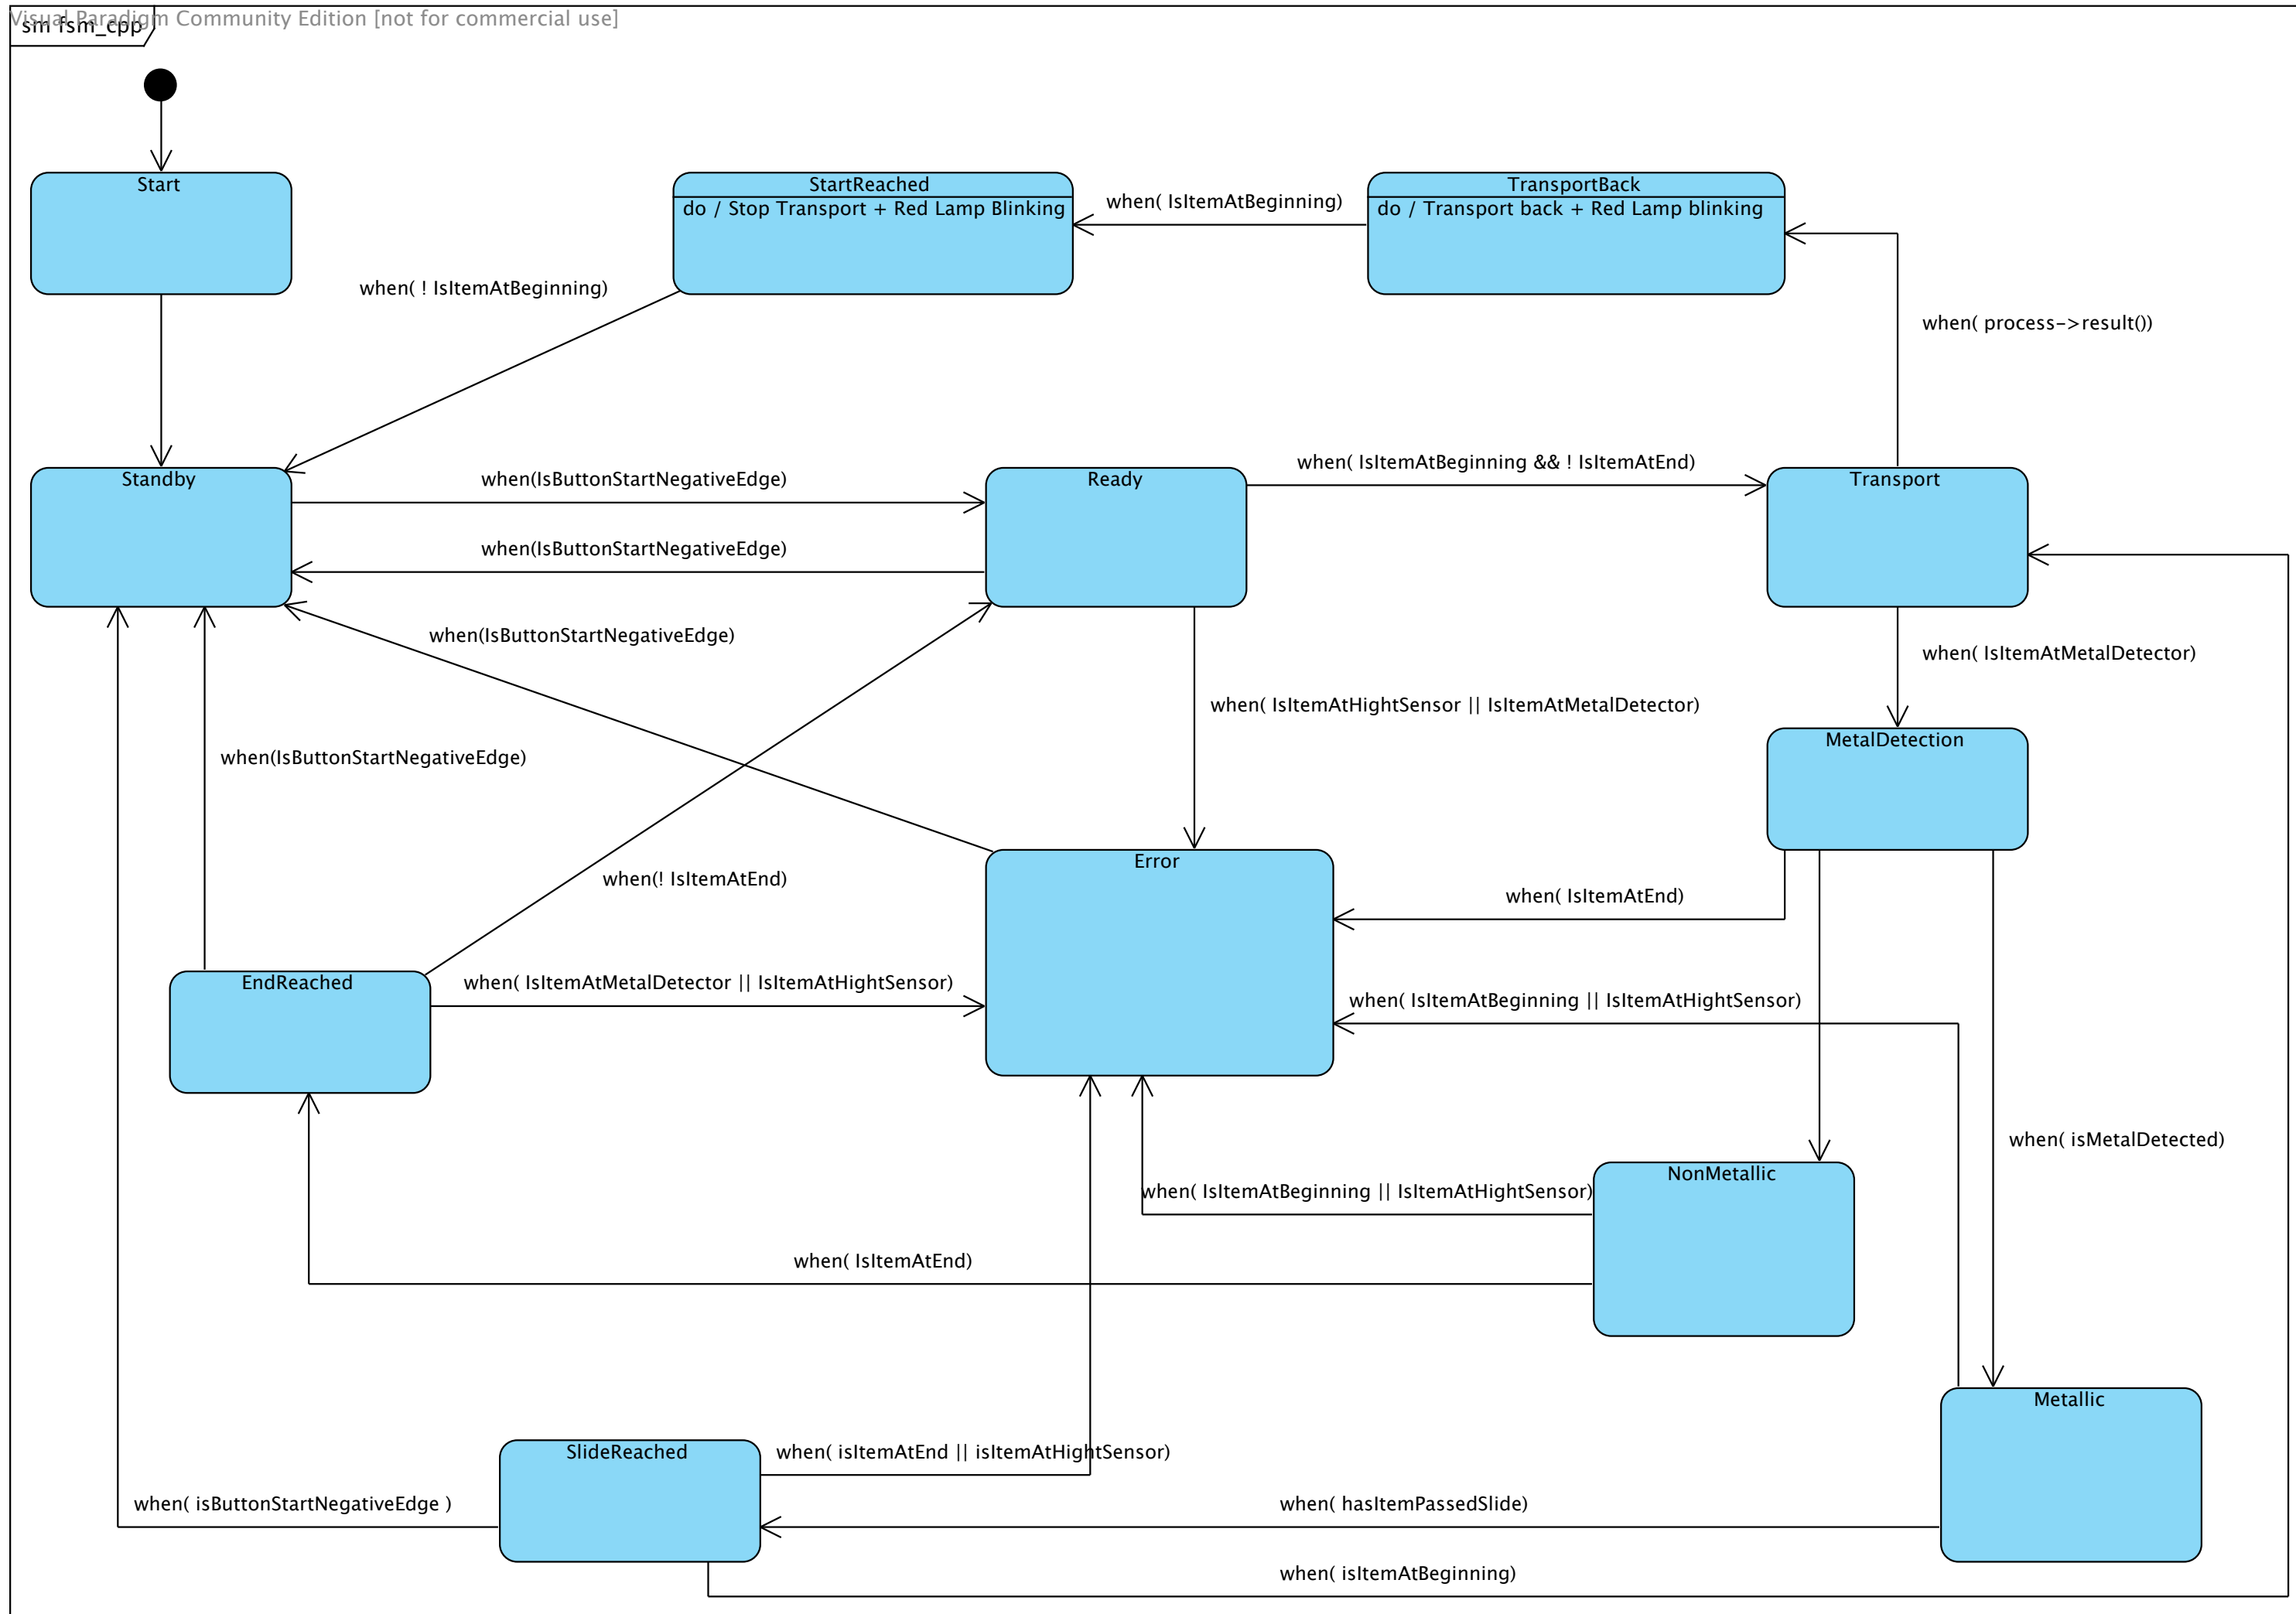 Visual Paradigm Community Edition [not for commercial use]
sm fsm_cpp
Start
StartReached
do / Stop Transport + Red Lamp Blinking
when( IsItemAtBeginning)
TransportBack
do / Transport back + Red Lamp blinking
when( ! IsItemAtBeginning)
when( process->result())
Standby
when(IsButtonStartNegativeEdge)
Ready
when( IsItemAtBeginning && ! IsItemAtEnd)
Transport
when(IsButtonStartNegativeEdge)
when(IsButtonStartNegativeEdge)
when( IsItemAtMetalDetector)
when( IsItemAtHightSensor || IsItemAtMetalDetector)
MetalDetection
when(IsButtonStartNegativeEdge)
Error
when(! IsItemAtEnd)
when( IsItemAtEnd)
EndReached
when( IsItemAtMetalDetector || IsItemAtHightSensor)
when( IsItemAtBeginning || IsItemAtHightSensor)
when( isMetalDetected)
NonMetallic
when( IsItemAtBeginning || IsItemAtHightSensor)
when( IsItemAtEnd)
Metallic
SlideReached
when( isItemAtEnd || isItemAtHightSensor)
when( isButtonStartNegativeEdge )
when( hasItemPassedSlide)
when( isItemAtBeginning)